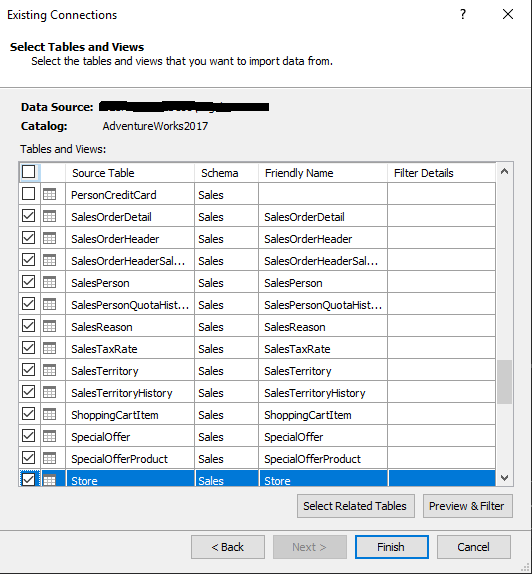 Existing Connections
?
Select Tables and Views
Select the tables and views that you want to import data from.
Data Source:
Catalog: AdventureWorks2017
Tables and Views:
Source Table Schema Friendly Name Filter Details
PersonCreditCard Sales
SalesOrderDetail Sales SalesOrderDetail
SalesOrderHeader Sales SalesOrderHeader
SalesOrderHeaderSal... Sales SalesOrderHeaderSal...
SalesPerson Sales SalesPerson
SalesPersonQuotaHist... Sales SalesPersonQuotaHist...
SalesReason Sales SalesReason
SalesTaxRate Sales SalesTaxRate
SalesTerritory Sales SalesTerritory
SalesTerritoryHistory Sales SalesTerritoryHistory
ShoppingCartItem Sales ShoppingCartItem
SpecialOffer Sales SpecialOffer
SpecialOfferProduct Sales SpecialOfferProduct
Store Sales Store
Select Related Tables Preview & Filter
< Back Next > Finish Cancel